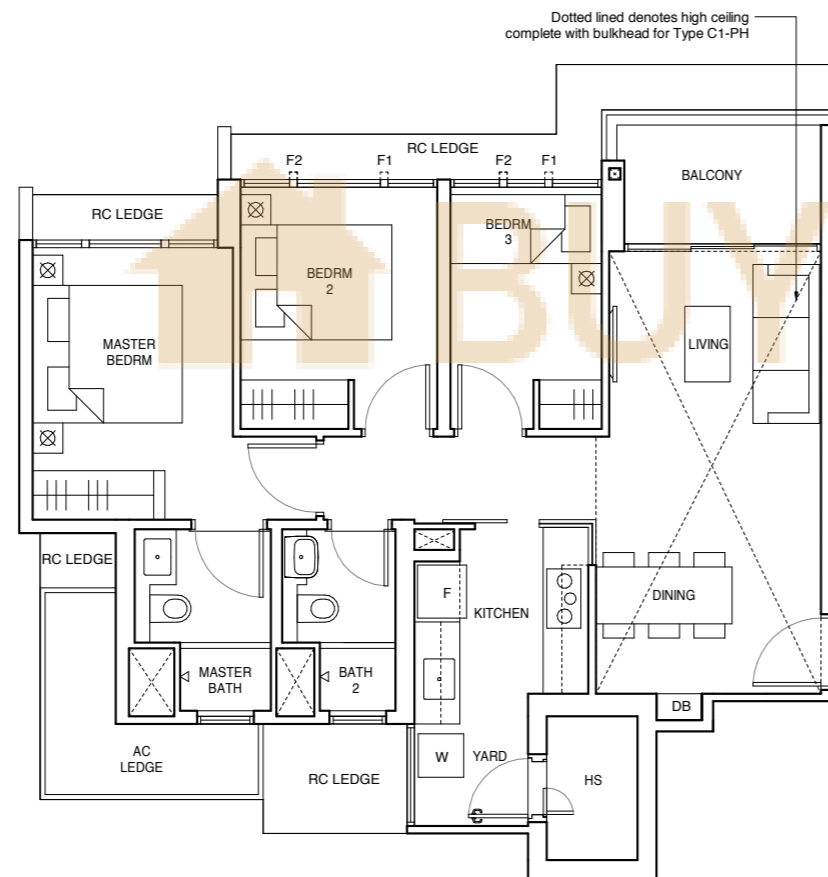 Dotted lined denotes high ceiling
complete with bulkhead for Type C1-PH
RC LEDGE
F2
F1
F2
F1
BALCONY
RC LEDGE
BEDRM
3
BEDRM
2
BUY
MASTER
BEDRM
LIVING
RC LEDGE
F
KITCHEN
DINING
MASTER
BATH
BATH
2
DB
AC
LEDGE
RC LEDGE
W
YARD
HS